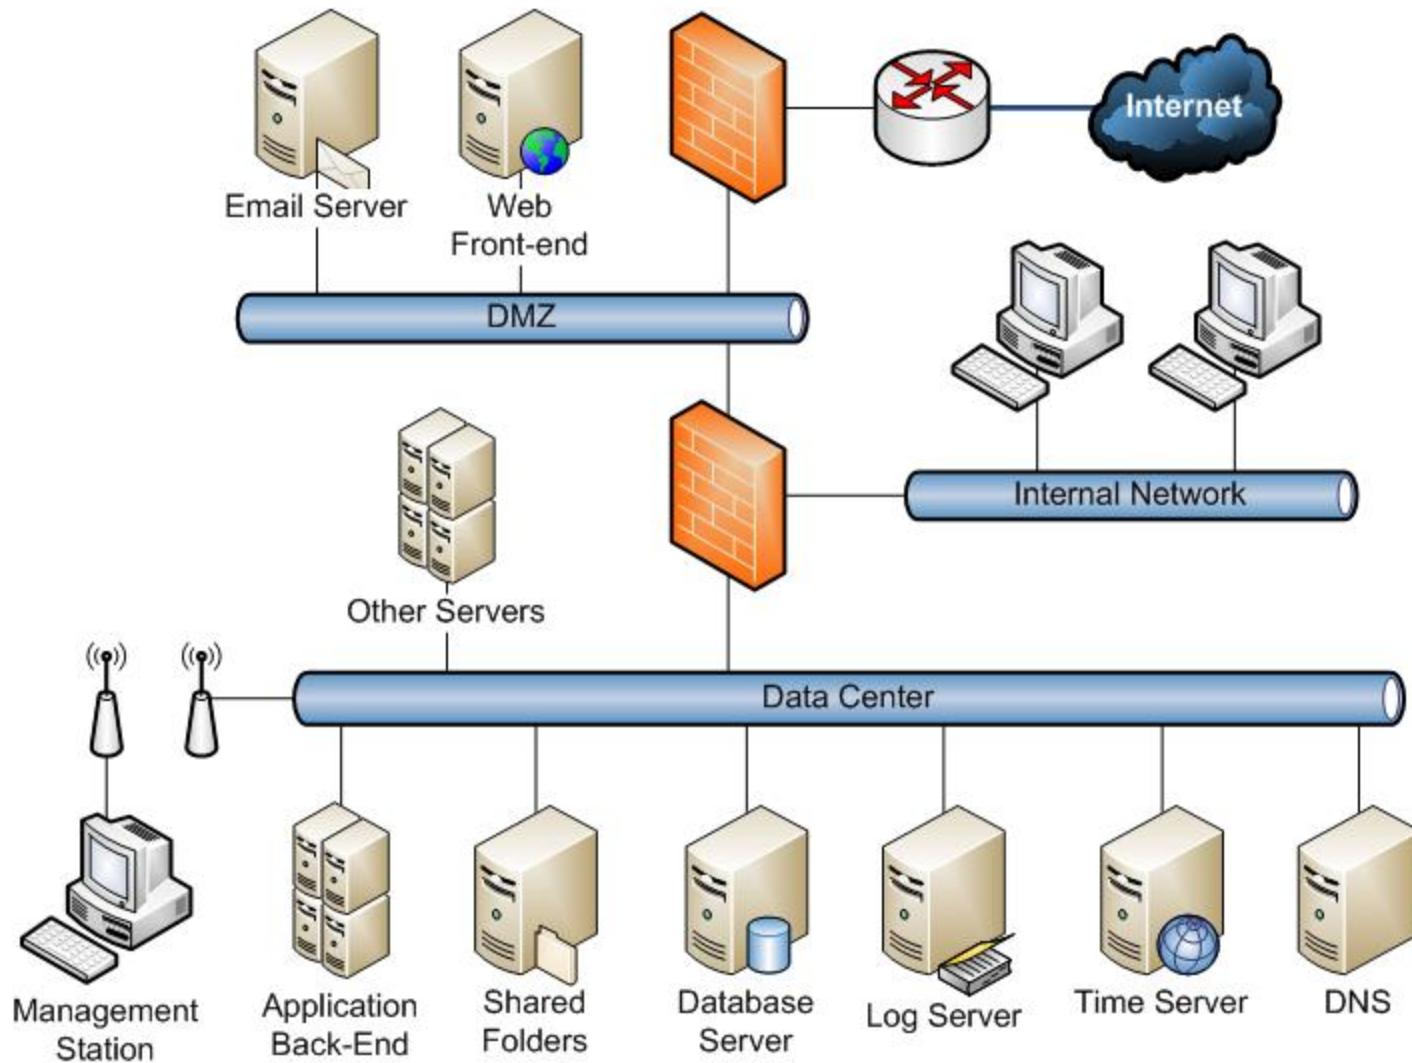 Internet
Email Server
Web
Front-end
DMZ
Internal Network
Other Servers
Data Center
Management
Station
Application
Back-End
Shared
Folders
Database
Server
Log Server
Time Server
DNS